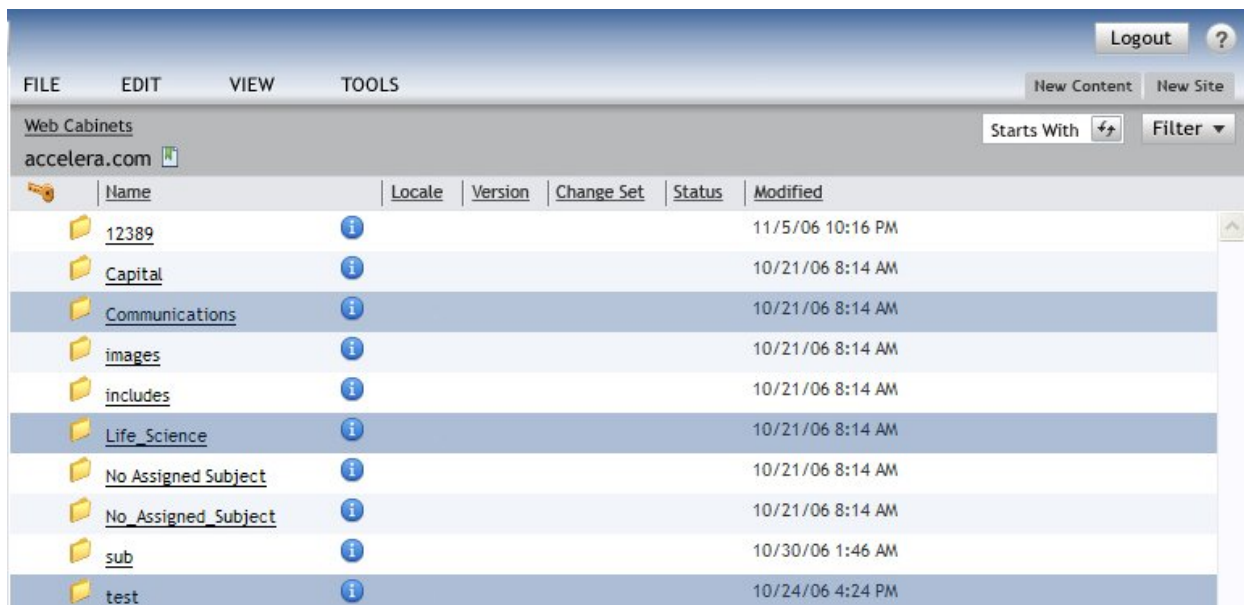 Logout ?
FILE EDIT VIEW TOOLS New Content New Site
Web Cabinets Starts With Filter
accelera.com
Name Locale Version Change Set Status Modified
12389 11/5/06 10:16 PM
Capital 10/21/06 8:14 AM
Communications 10/21/06 8:14 AM
images 10/21/06 8:14 AM
includes 10/21/06 8:14 AM
Life_Science 10/21/06 8:14 AM
No Assigned Subject 10/21/06 8:14 AM
No_Assigned_Subject 10/21/06 8:14 AM
sub 10/30/06 1:46 AM
test 10/24/06 4:24 PM